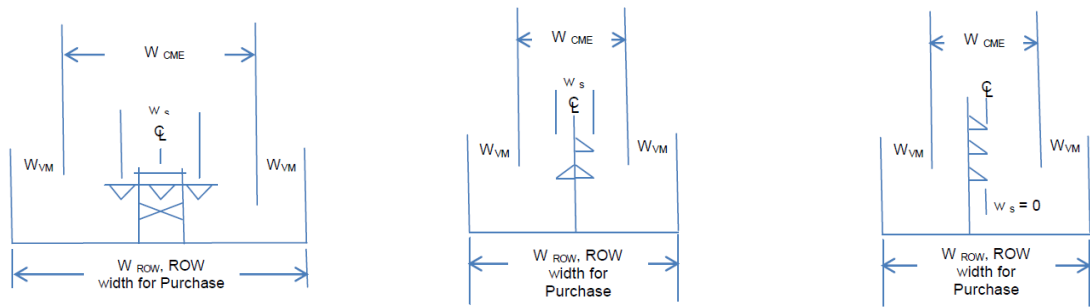 W CME
W s
℄
W VM
W VM
W ROW, ROW
width for Purchase
W CME
W s
℄
W VM
W VM
W ROW, ROW
width for
Purchase
W CME
℄
W VM
W VM
W s = 0
W ROW, ROW
width for
Purchase